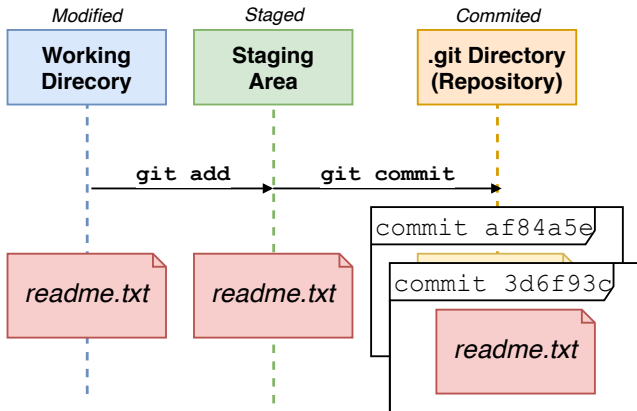 Modified
Staged
Commited
Working
Direcory
Staging
Area
.git Directory
(Repository)
git add
git commit
commit af84a5e
commit 3d6f93c
readme.txt
readme.txt
readme.txt